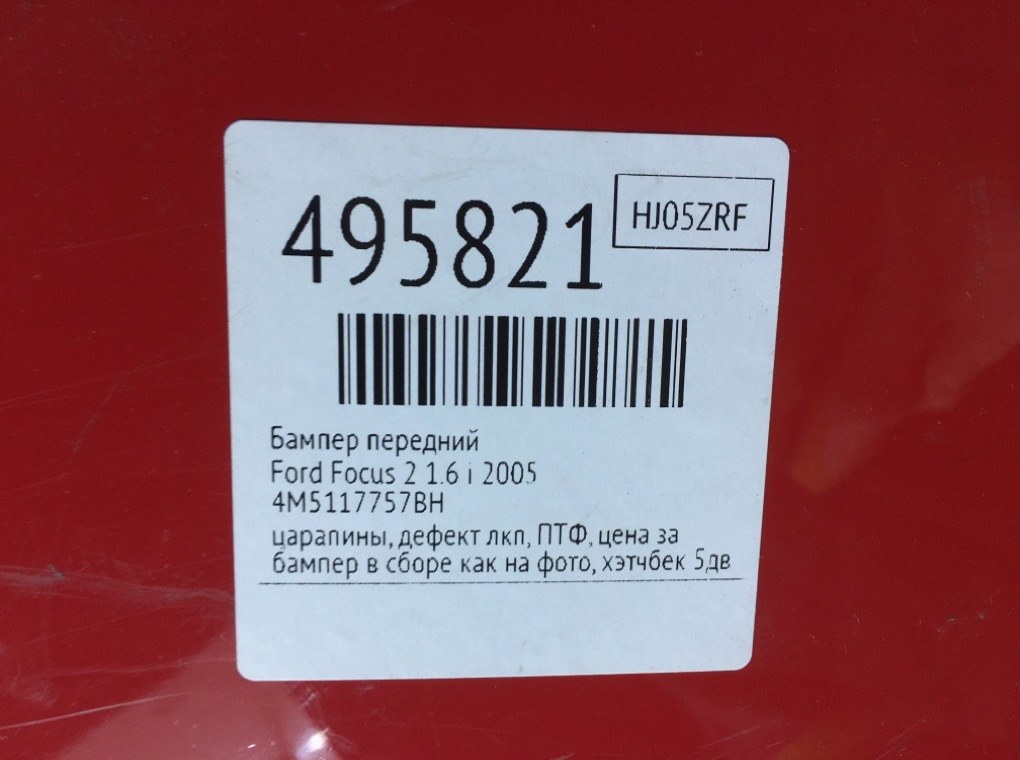 495821
HJ05ZRF
Бампер передний
Ford Focus 2 1.6 i 2005
4M5117757BH
царапины, дефект лкп, ПТФ, цена за
бампер в сборе как на фото, хэтчбек 5дв